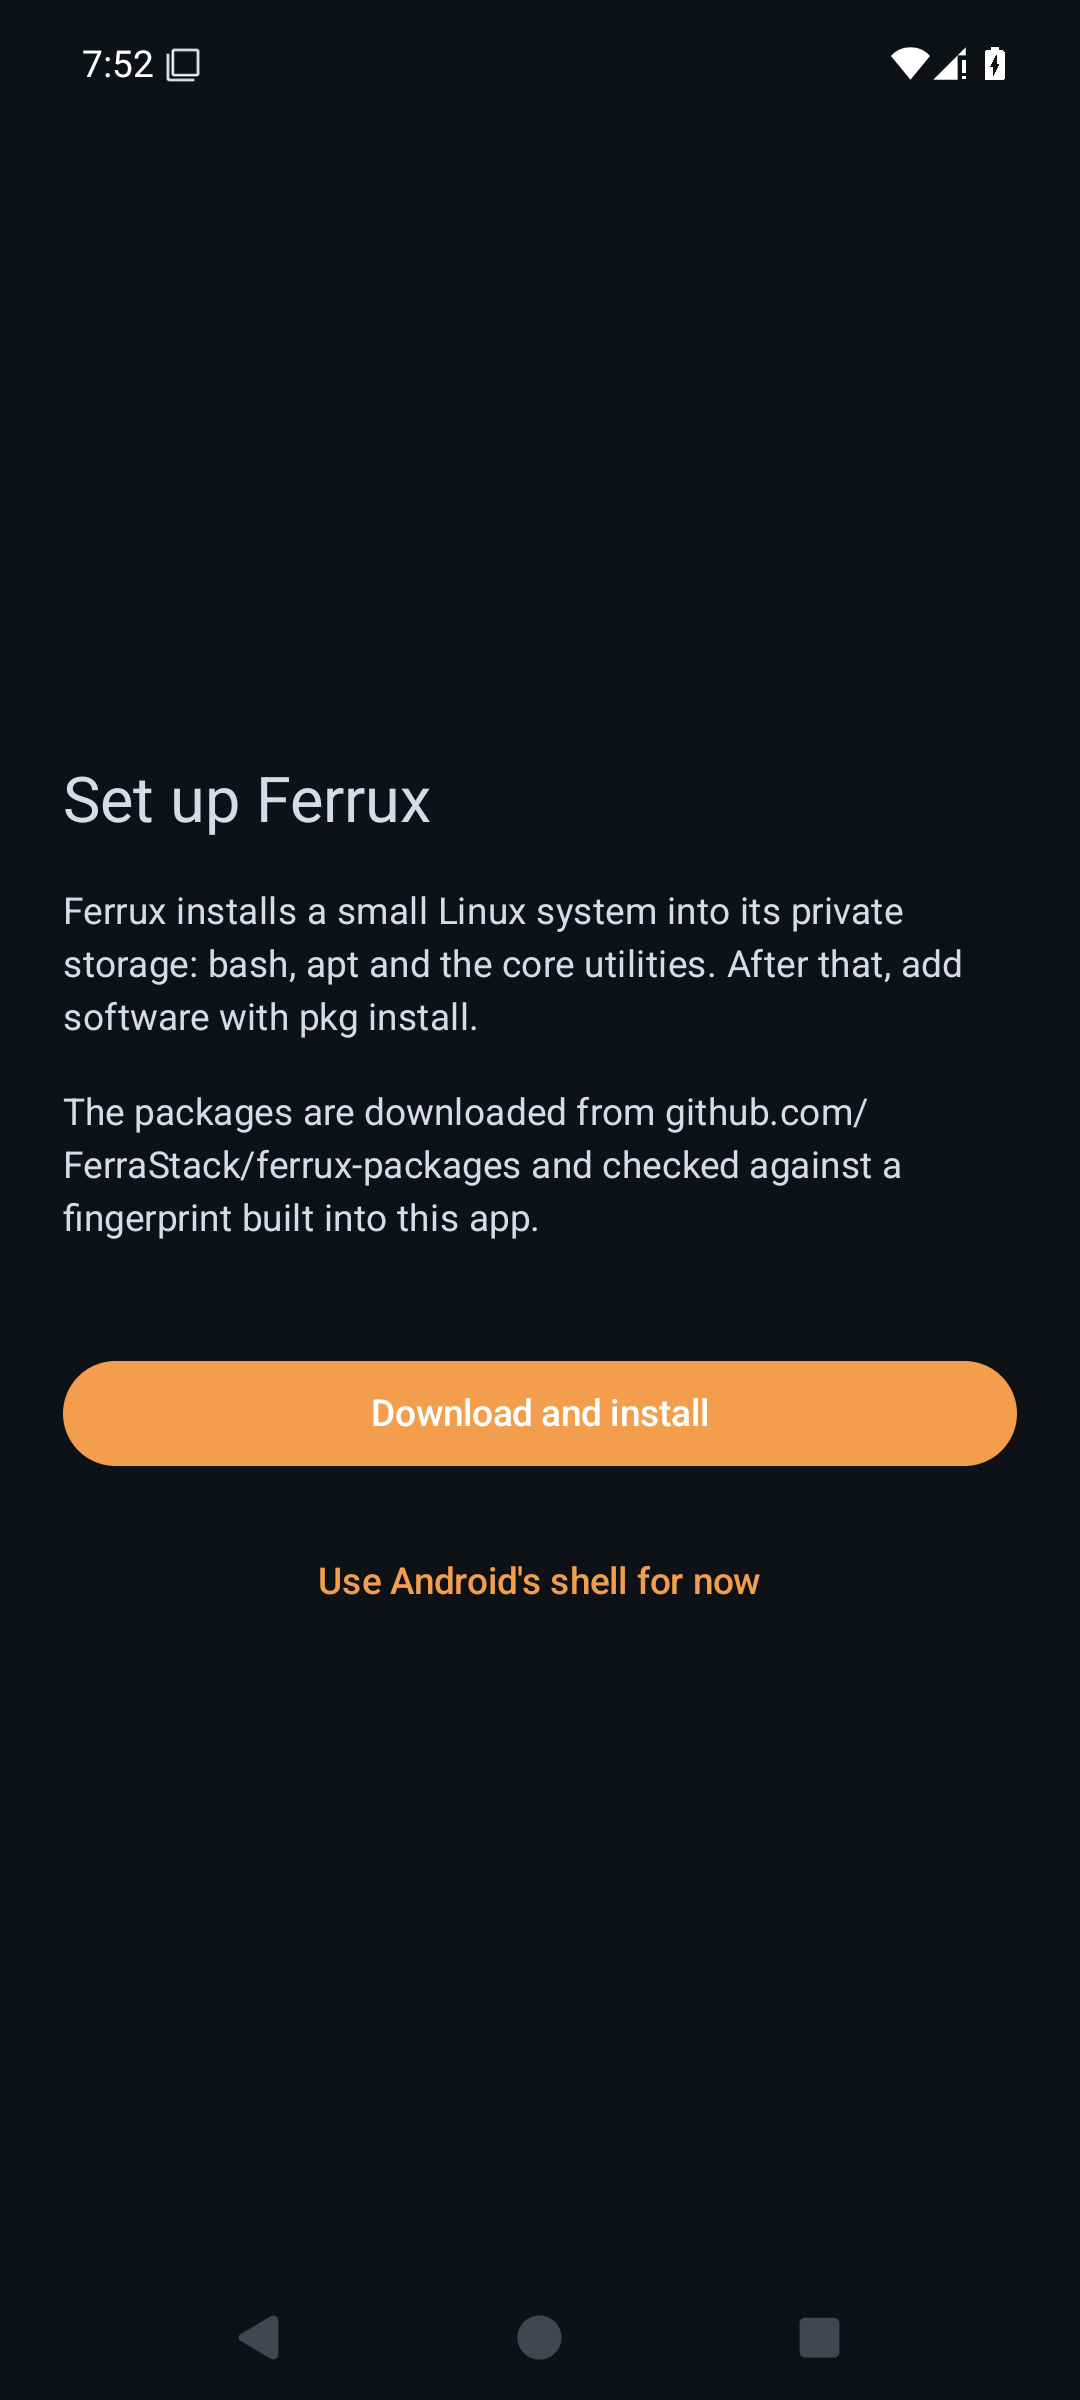 7:52
Set up Ferrux
Ferrux installs a small Linux system into its private
storage: bash, apt and the core utilities. After that, add
software with pkg install.
The packages are downloaded from github.com/
FerraStack/ferrux-packages and checked against a
fingerprint built into this app.
Download and install
Use Android's shell for now